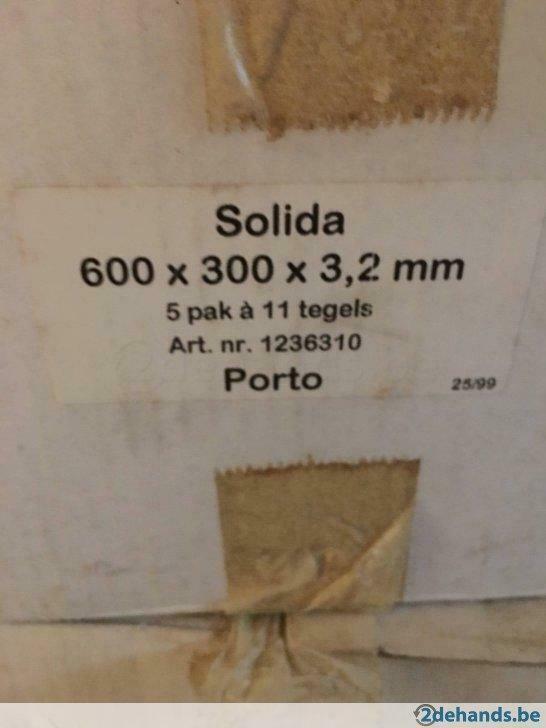 Solida
600 x 300 x 3,2 mm
5 pak à 11 tegels
Art. nr. 1236310
Porto
25/99
2dehands.be